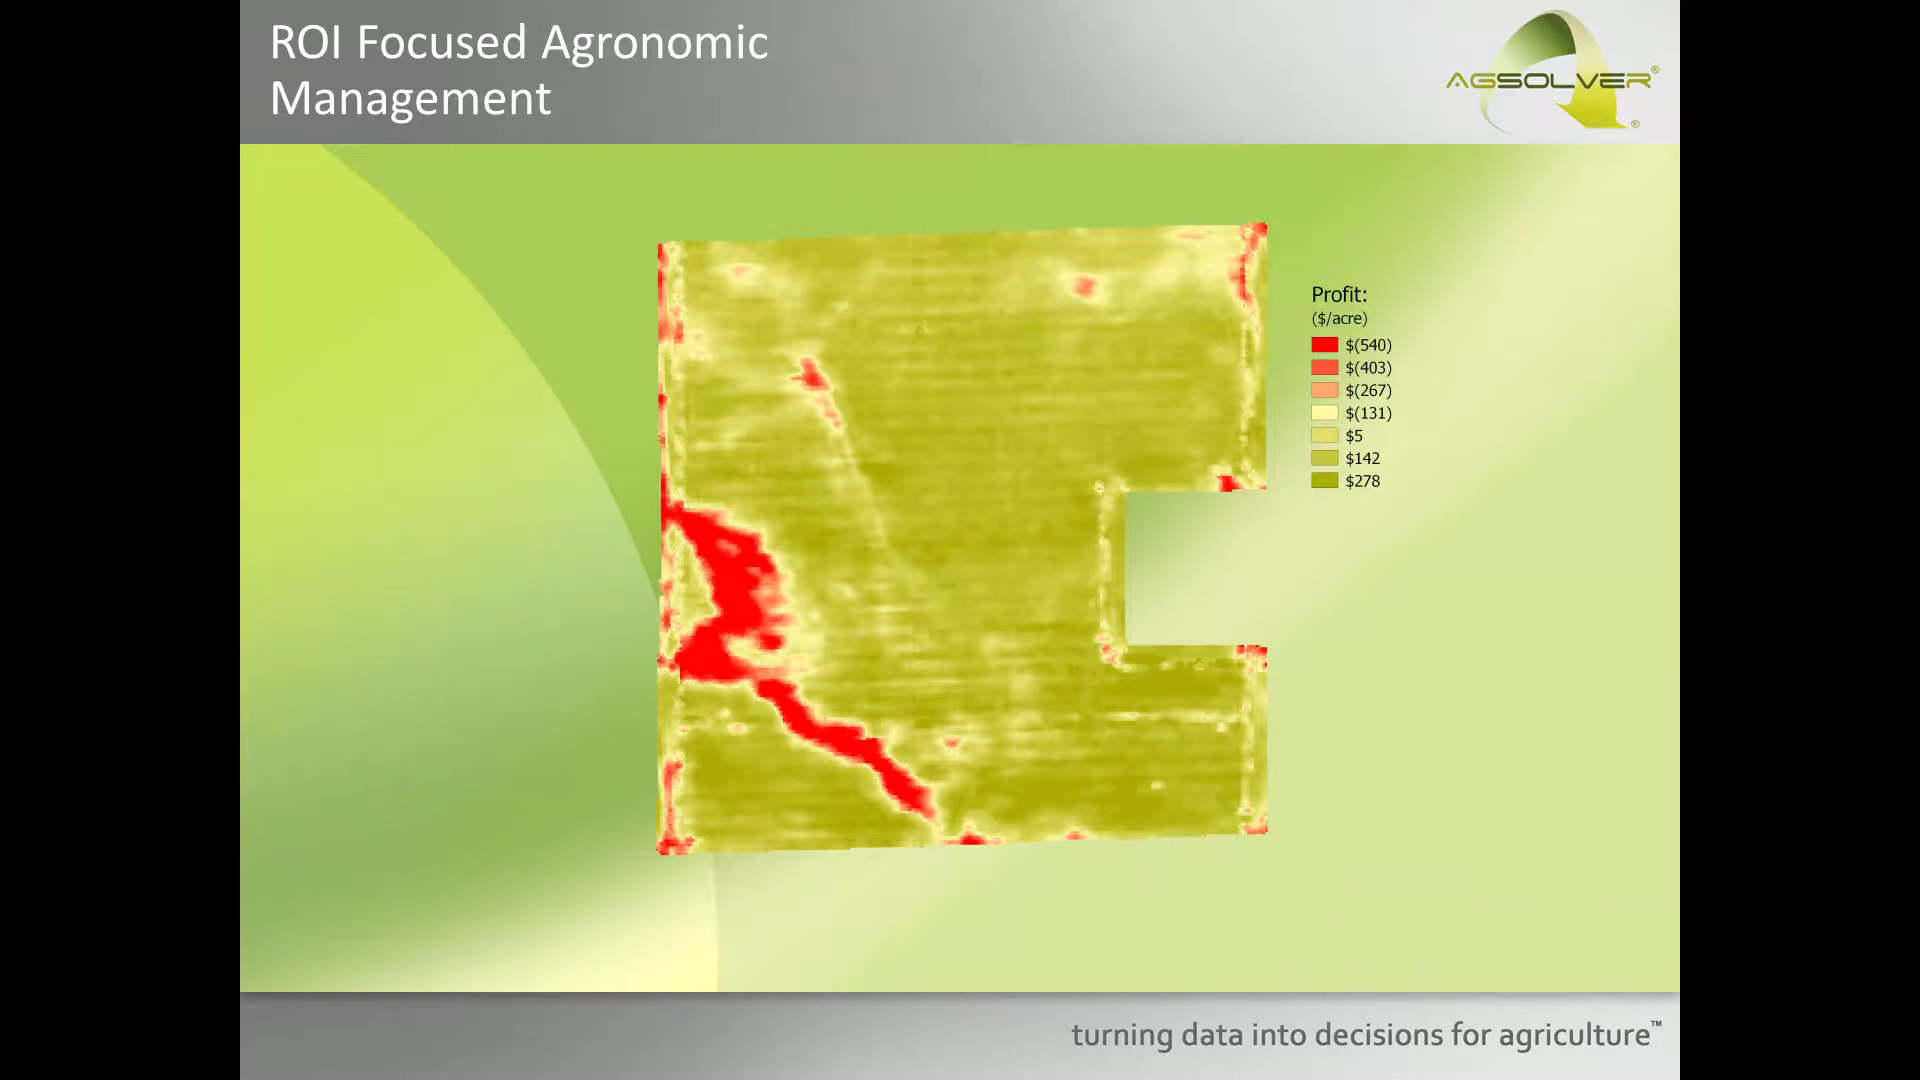 ROI Focused Agronomic
Management
AGSOLVER®
®
Profit:
($/acre)
$(540)
$(403)
$(267)
$(131)
$5
$142
$278
turning data into decisions for agriculture™